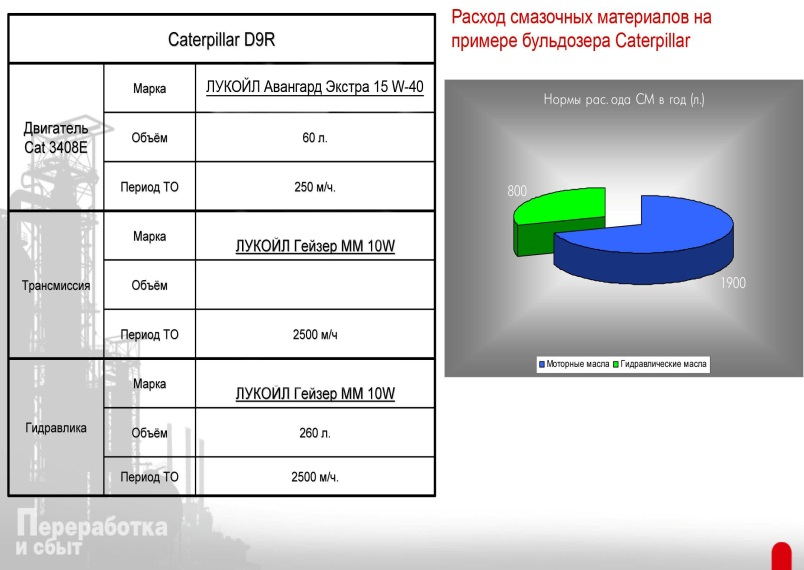 Расход смазочных материалов на
примере бульдозера Caterpillar
Caterpillar D9R
Двигатель
Cat 3408E
Марка
ЛУКОЙЛ Авангард Экстра 15 W-40
Объём
60 л.
Период ТО
250 м/ч.
Трансмиссия
Марка
ЛУКОЙЛ Гейзер ММ 10W
Объём
Период ТО
2500 м/ч
Гидравлика
Марка
ЛУКОЙЛ Гейзер ММ 10W
Объём
260 л.
Период ТО
2500 м/ч.
Нормы рас. ода СМ в год (л.)
800
1900
Моторные масла Гидравлические масла
Переработка
и сбыт